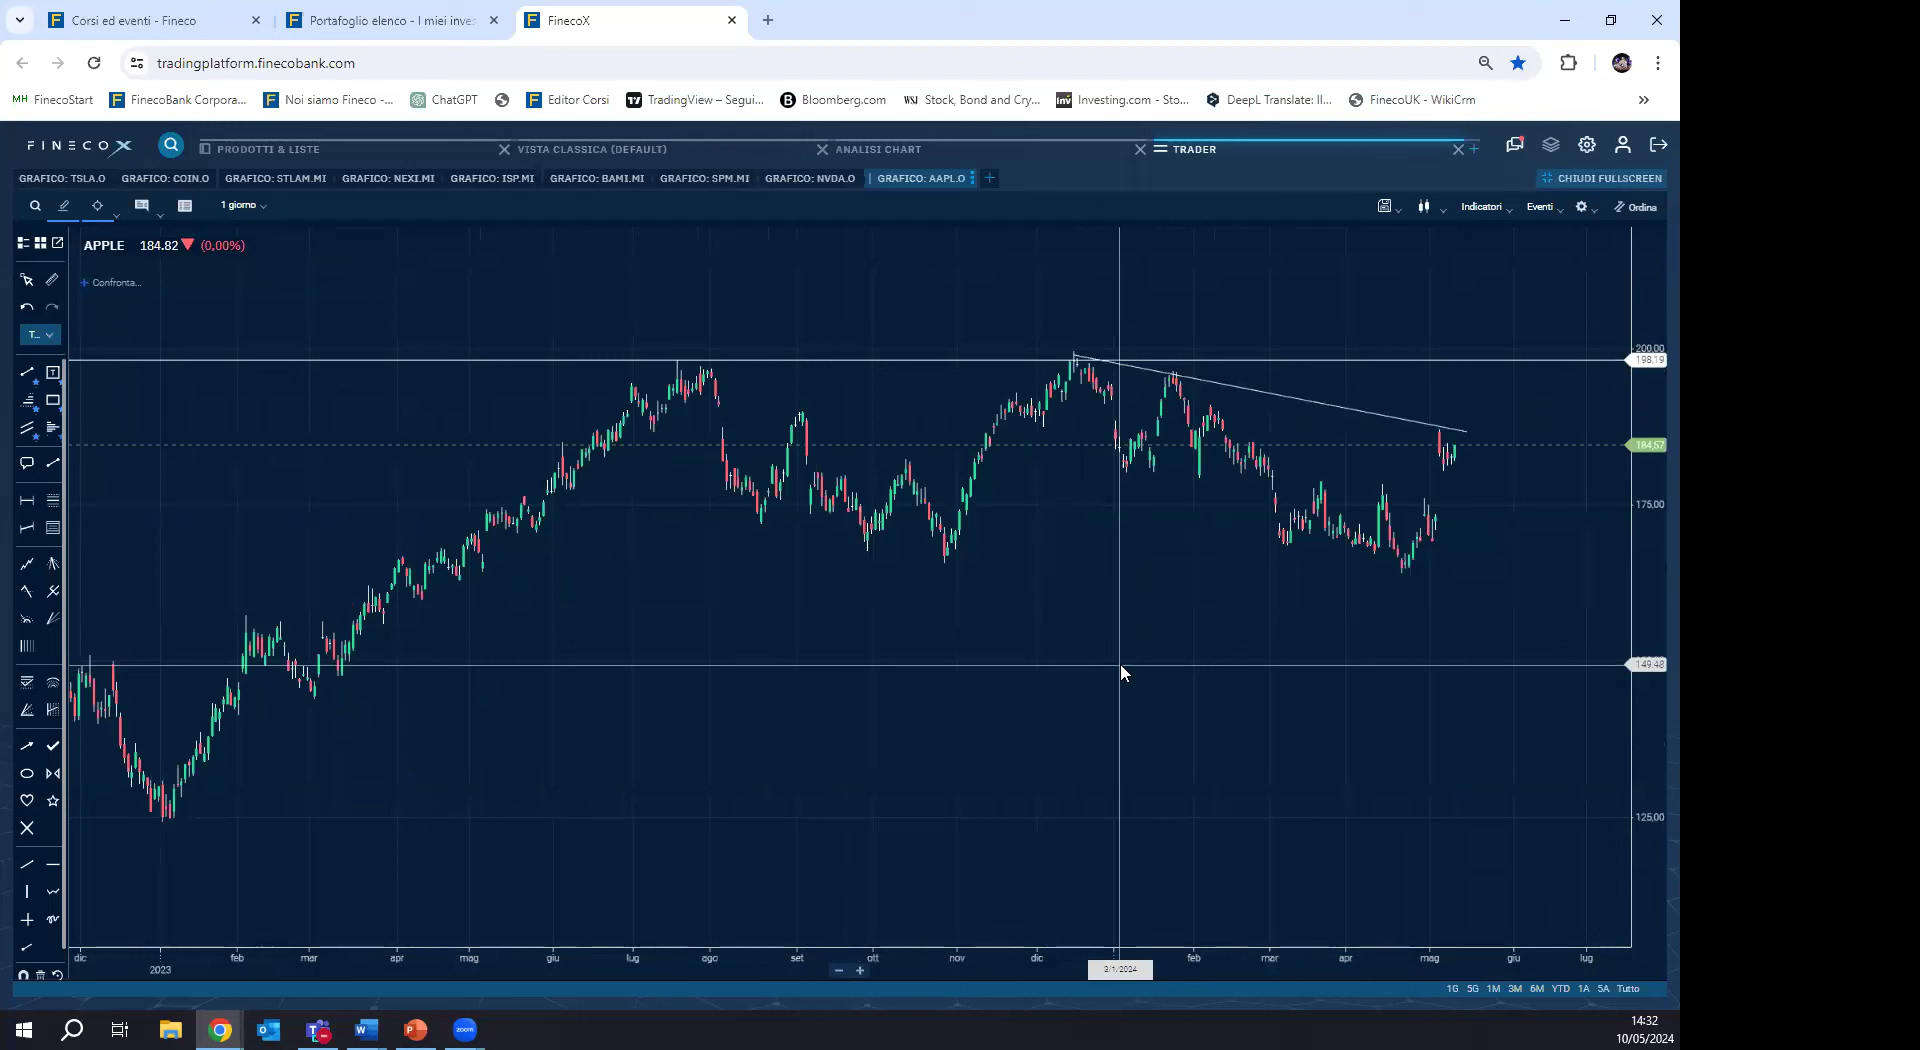 Corsi ed eventi - Fineco
Portafoglio elenco - I miei inves
FinecoX
tradingplatform.finecobank.com
MH FinecoStart
FinecoBank Corpora...
Noi siamo Fineco -...
ChatGPT
Editor Corsi
TradingView – Segui...
Bloomberg.com
WSJ Stock, Bond and Cry...
Inv Investing.com - Sto...
DeepL Translate: Il...
FinecoUK - WikiCrm
FINECO X
PRODOTTI & LISTE
VISTA CLASSICA (DEFAULT)
ANALISI CHART
TRADER
GRAFICO: TSLA.O
GRAFICO: COIN.O
GRAFICO: STLAM.MI
GRAFICO: NEXI.MI
GRAFICO: ISP.MI
GRAFICO: BAMI.MI
GRAFICO: SPM.MI
GRAFICO: NVDA.O
GRAFICO: AAPL.O
CHIUDI FULLSCREEN
1 giorno
Indicatori
Eventi
Ordina
APPLE 184.82 (0,00%)
Confronta...
T...
200,00
198,19
184,57
175,00
149.48
125,00
dic
2023
feb
mar
apr
mag
giu
lug
ago
set
ott
nov
dic
2/1/2024
feb
mar
apr
mag
giu
lug
1G 5G 1M 3M 6M YTD 1A 5A Tutto
zoom
14:32
10/05/2024